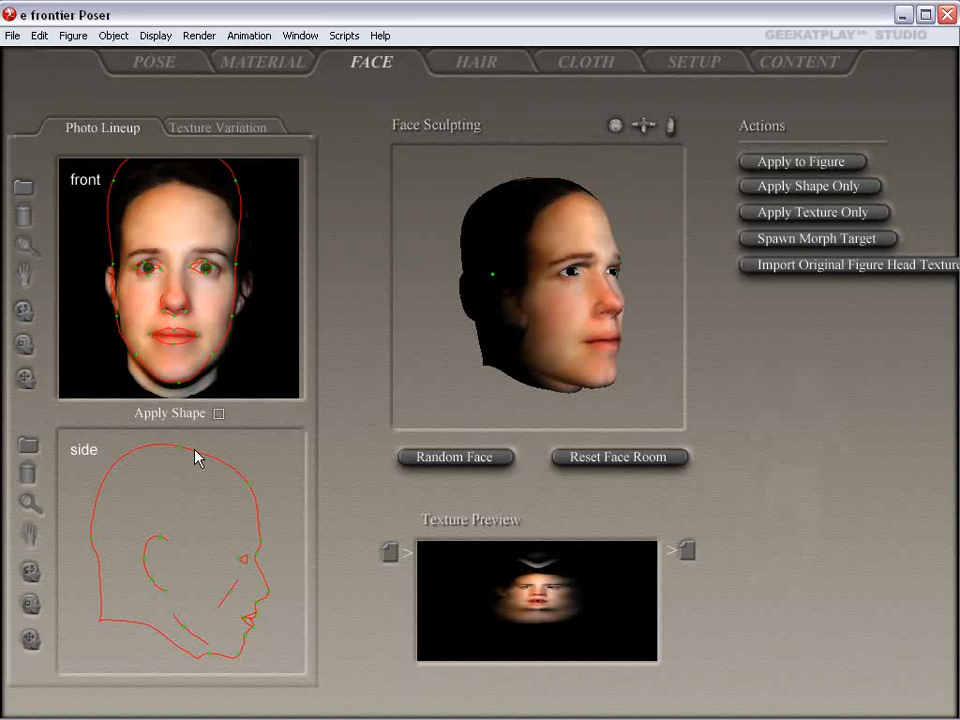 e frontier Poser
File Edit Figure Object Display Render Animation Window Scripts Help
GEEKATPLAY™ STUDIO
POSE MATERIAL FACE HAIR CLOTH SETUP CONTENT
Photo Lineup Texture Variation
Face Sculpting
Actions
front
Apply to Figure
Apply Shape Only
Apply Texture Only
Spawn Morph Target
Import Original Figure Head Texture
Apply Shape
side
Random Face Reset Face Room
Texture Preview
> >